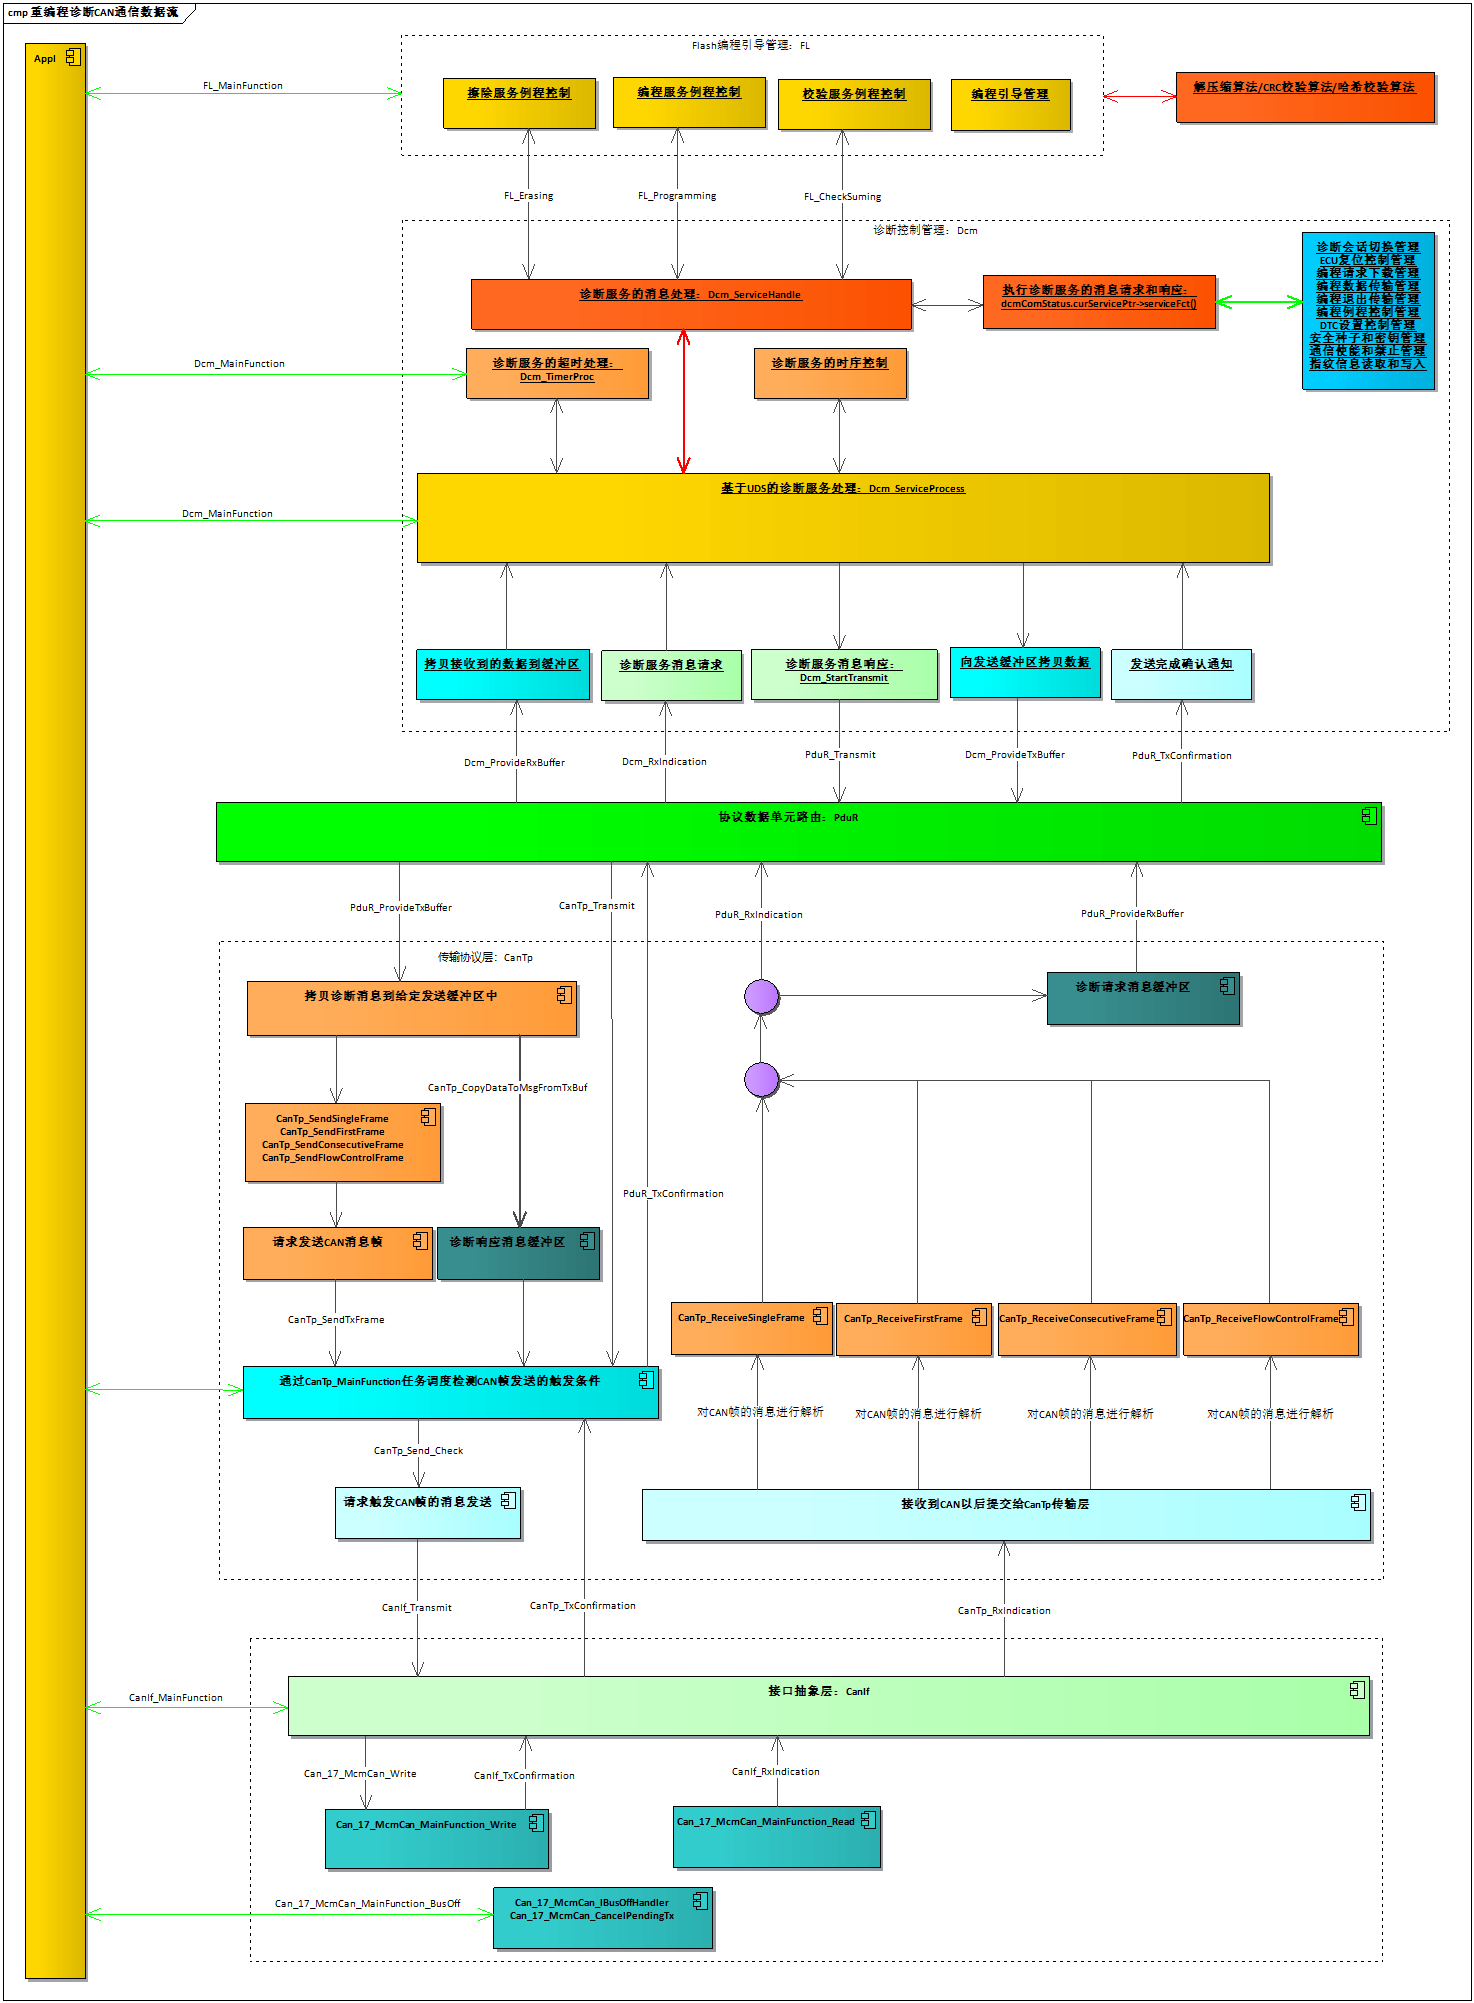 cmp 重编程诊断CAN通信数据流
Appl
Flash编程引导管理：FL
FL_MainFunction
擦除服务例程控制
编程服务例程控制
校验服务例程控制
编程引导管理
解压缩算法/CRC校验算法/哈希校验算法
FL_Erasing
FL_Programming
FL_CheckSuming
诊断控制管理：Dcm
诊断服务的消息处理：Dcm_ServiceHandle
执行诊断服务的消息请求和响应：
dcmComStatus.curServicePtr->serviceFct()
诊断会话切换管理
ECU复位控制管理
编程请求下载管理
编程数据传输管理
编程退出传输管理
编程例程控制管理
DTC设置控制管理
安全种子和密钥管理
通信使能和禁止管理
指纹信息读取和写入
Dcm_MainFunction
诊断服务的超时处理：
Dcm_TimerProc
诊断服务的时序控制
基于UDS的诊断服务处理：Dcm_ServiceProcess
Dcm_MainFunction
拷贝接收到的数据到缓冲区
诊断服务消息请求
诊断服务消息响应：
Dcm_StartTransmit
向发送缓冲区拷贝数据
发送完成确认通知
Dcm_ProvideRxBuffer
Dcm_RxIndication
PduR_Transmit
Dcm_ProvideTxBuffer
PduR_TxConfirmation
协议数据单元路由：PduR
PduR_ProvideTxBuffer
CanTp_Transmit
PduR_RxIndication
PduR_ProvideRxBuffer
传输协议层：CanTp
拷贝诊断消息到给定发送缓冲区中
诊断请求消息缓冲区
CanTp_CopyDataToMsgFromTxBuf
CanTp_SendSingleFrame
CanTp_SendFirstFrame
CanTp_SendConsecutiveFrame
CanTp_SendFlowControlFrame
PduR_TxConfirmation
请求发送CAN消息帧
诊断响应消息缓冲区
CanTp_SendTxFrame
CanTp_ReceiveSingleFrame
CanTp_ReceiveFirstFrame
CanTp_ReceiveConsecutiveFrame
CanTp_ReceiveFlowControlFrame
通过CanTp_MainFunction任务调度检测CAN帧发送的触发条件
对CAN帧的消息进行解析
对CAN帧的消息进行解析
对CAN帧的消息进行解析
对CAN帧的消息进行解析
CanTp_Send_Check
请求触发CAN帧的消息发送
接收到CAN以后提交给CanTp传输层
CanIf_Transmit
CanTp_TxConfirmation
CanTp_RxIndication
CanIf_MainFunction
接口抽象层：CanIf
Can_17_McmCan_Write
CanIf_TxConfirmation
CanIf_RxIndication
Can_17_McmCan_MainFunction_Write
Can_17_McmCan_MainFunction_Read
Can_17_McmCan_MainFunction_BusOff
Can_17_McmCan_IBusOffHandler
Can_17_McmCan_CancelPendingTx